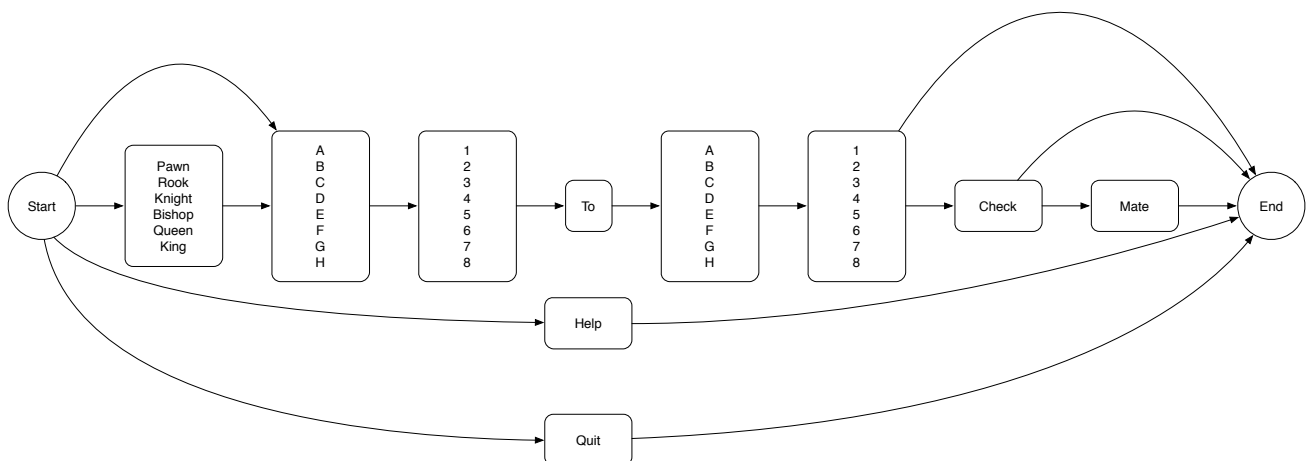 Start
Pawn
Rook
Knight
Bishop
Queen
King
A
B
C
D
E
F
G
H
1
2
3
4
5
6
7
8
To
A
B
C
D
E
F
G
H
1
2
3
4
5
6
7
8
Check
Mate
End
Help
Quit